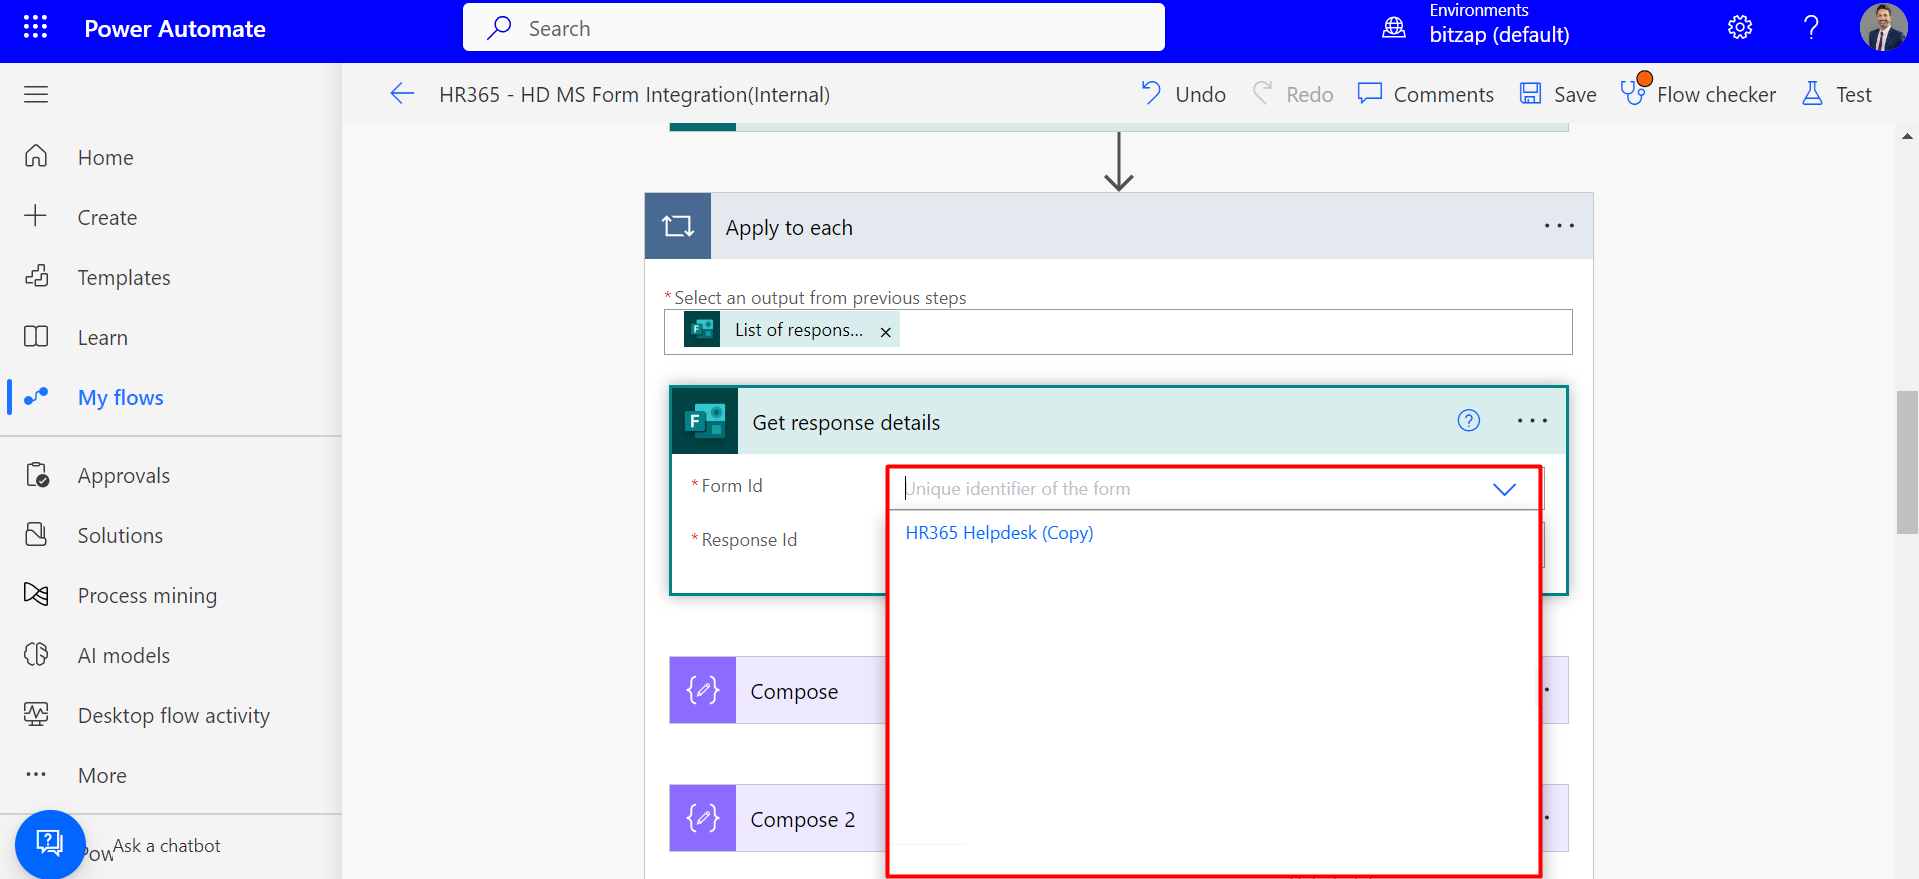 Power Automate
Search
Environments
bitzap (default)
HR365 - HD MS Form Integration(Internal)
Undo
Redo
Comments
Save
Flow checker
Test
Home
Create
Templates
Learn
My flows
Approvals
Solutions
Process mining
AI models
Desktop flow activity
More
Ask a chatbot
Apply to each
*Select an output from previous steps
F List of respons... ×
F Get response details
*Form Id
Unique identifier of the form
HR365 Helpdesk (Copy)
*Response Id
Compose
Compose 2